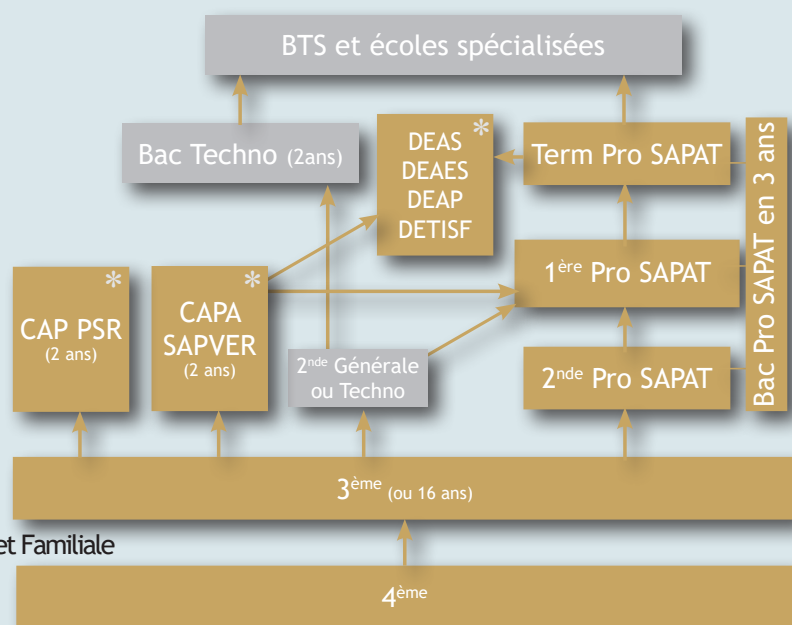 BTS et écoles spécialisées
Bac Techno (2ans)
*
DEAS
DEAES
DEAP
DETISF
Term Pro SAPAT
Bac Pro SAPAT en 3 ans
1ère Pro SAPAT
*
CAP PSR
(2 ans)
*
CAPA
SAPVER
(2 ans)
2nde Générale
ou Techno
2nde Pro SAPAT
3ème (ou 16 ans)
et Familiale
4ème